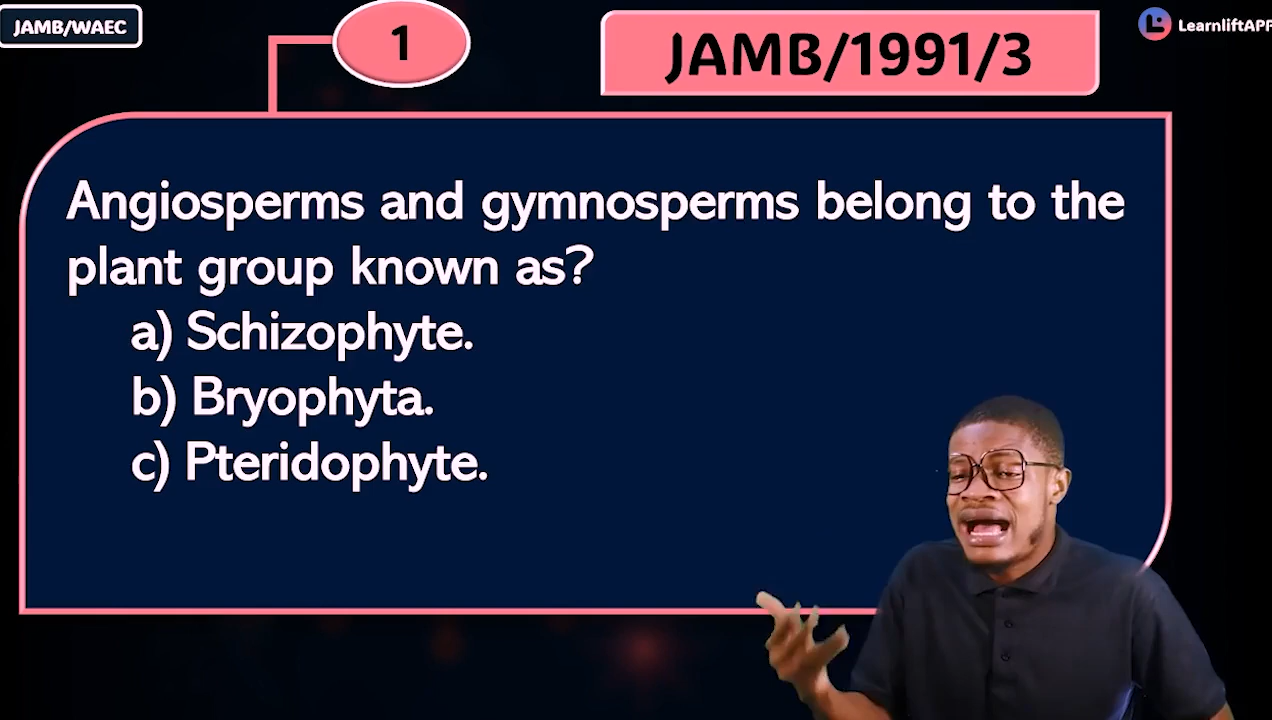 JAMB/WAEC
1
JAMB/1991/3
LearnliftAPP
Angiosperms and gymnosperms belong to the
plant group known as?
a) Schizophyte.
b) Bryophyta.
c) Pteridophyte.